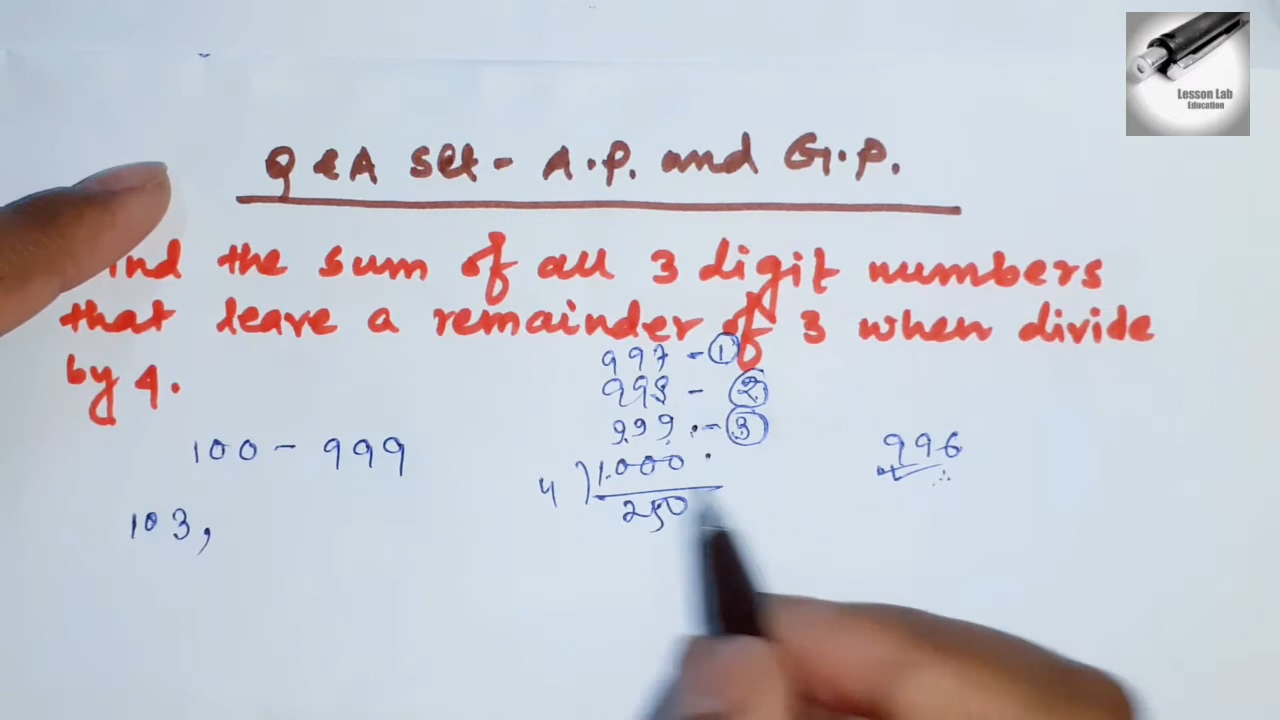 Lesson Lab
Education
Q & A Set - A.P. and G.P.
ind the sum of all 3 digit numbers
that leave a remainder of 3 when divide
by 4.
997 - 1
998 - 2
999 - 3
100 - 999
996
4 ) 1000
250
103,